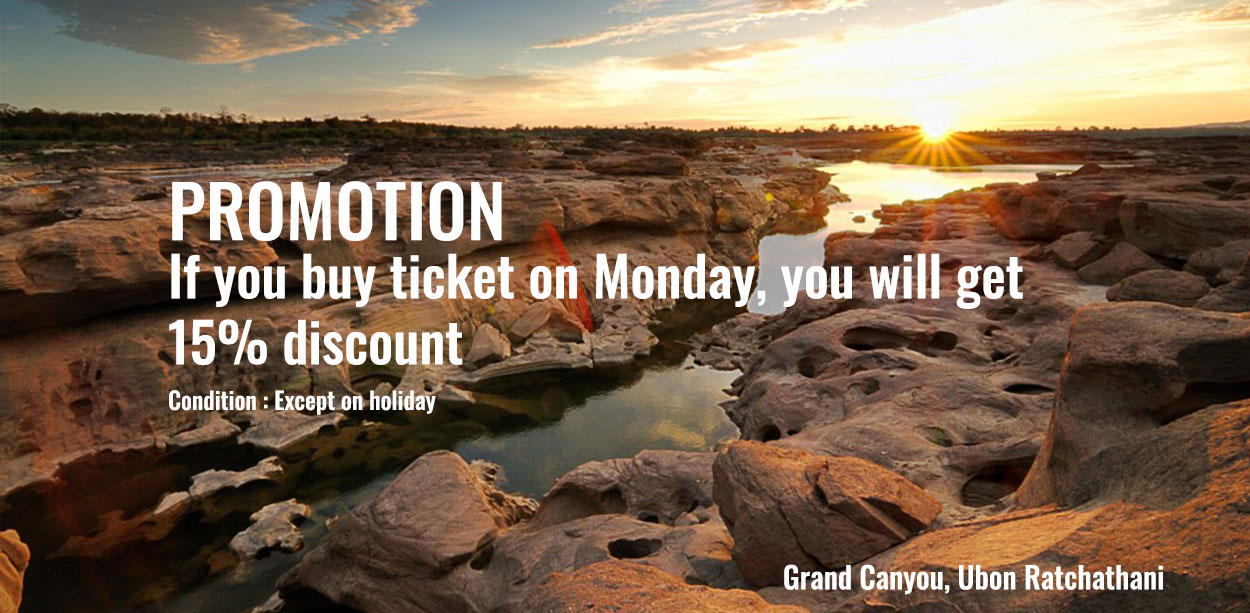 PROMOTION
If you buy ticket on Monday, you will get
15% discount
Condition : Except on holiday
Grand Canyou, Ubon Ratchathani